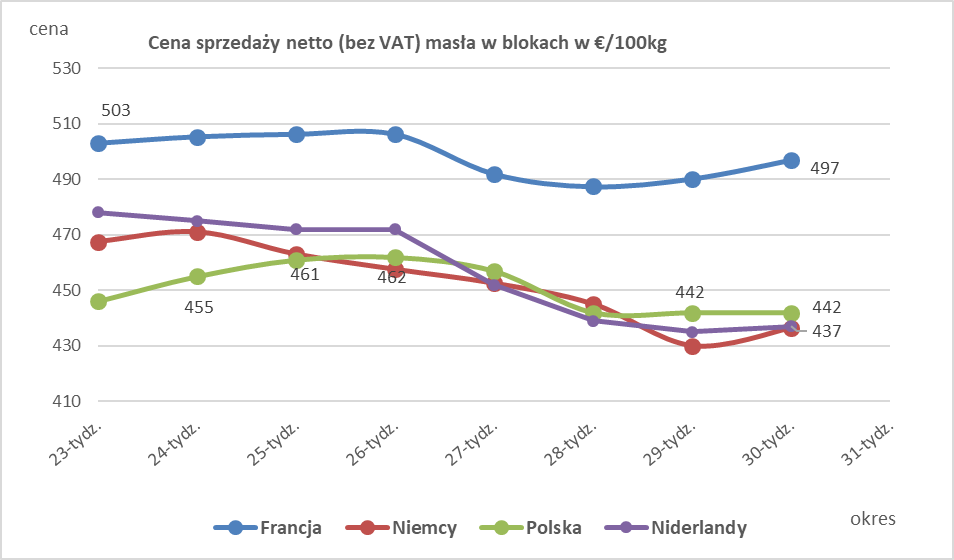 cena
Cena sprzedaży netto (bez VAT) masła w blokach w €/100kg
530
510
490
470
450
430
410
503
497
455
461
462
442
442
437
23-tydz.
24-tydz.
25-tydz.
26-tydz.
27-tydz.
28-tydz.
29-tydz.
30-tydz.
31-tydz.
okres
Francja
Niemcy
Polska
Niderlandy